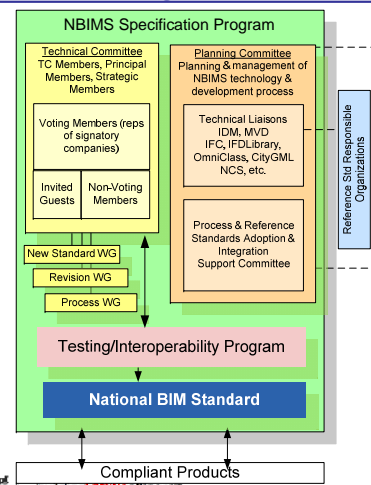 NBIMS Specification Program
Technical Committee
TC Members, Principal
Members, Strategic
Members
Voting Members (reps
of signatory
companies)
Invited
Guests
Non-Voting
Members
New Standard WG
Revision WG
Process WG
Planning Committee
Planning & management of
NBIMS technology &
development process
Technical Liaisons
IDM, MVD
IFC, IFDLibrary,
OmniClass, CityGML
NCS, etc.
Process & Reference
Standards Adoption &
Integration
Support Committee
Reference Std Responsible
Organizations
Testing/Interoperability Program
National BIM Standard
Compliant Products